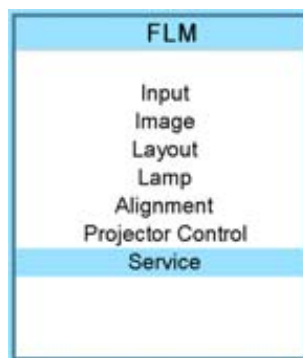 FLM
Input
Image
Layout
Lamp
Alignment
Projector Control
Service